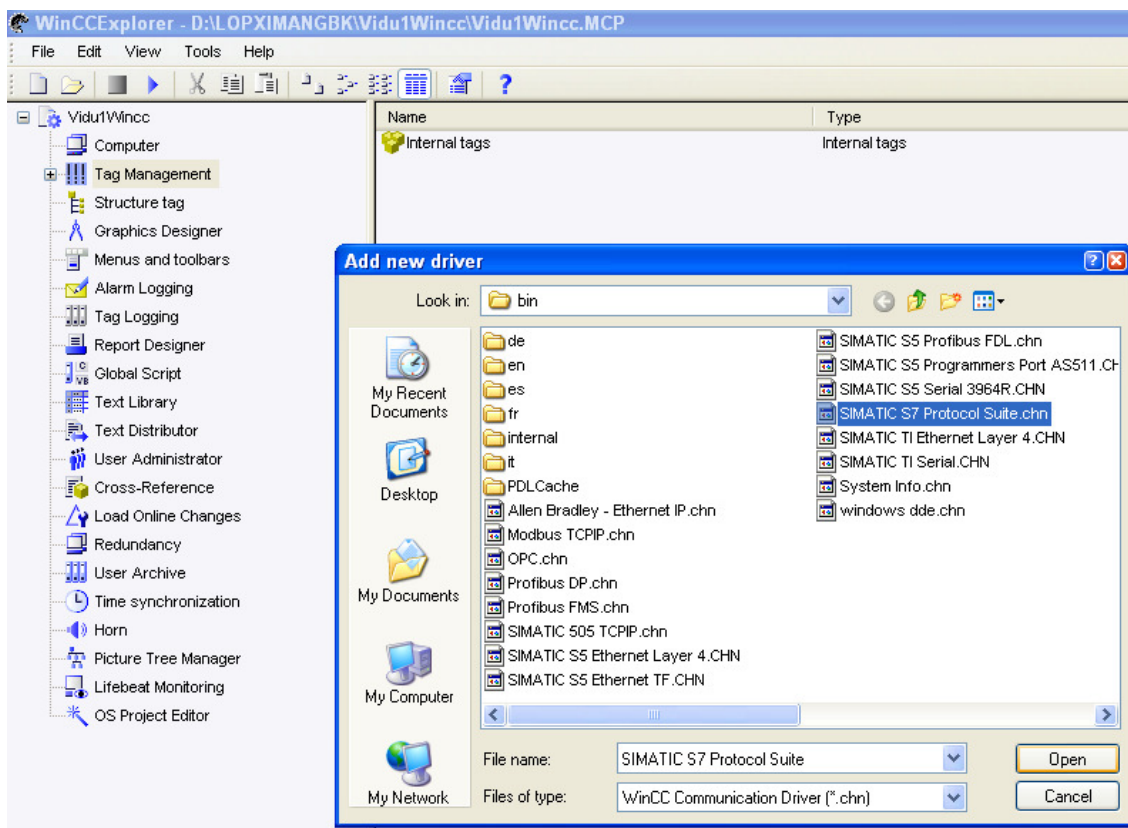 WinCCExplorer - D:\LOPXIMANGBK\Vidu1Wincc\Vidu1Wincc.MCP
File Edit View Tools Help
Vidu1Wincc
Computer
Tag Management
Structure tag
Graphics Designer
Menus and toolbars
Alarm Logging
Tag Logging
Report Designer
Global Script
Text Library
Text Distributor
User Administrator
Cross-Reference
Load Online Changes
Redundancy
User Archive
Time synchronization
Horn
Picture Tree Manager
Lifebeat Monitoring
OS Project Editor
Name Type
Internal tags Internal tags
Add new driver
Look in: bin
My Recent
Documents
Desktop
My Documents
My Computer
My Network
de
en
es
fr
internal
it
PDLCache
Allen Bradley - Ethernet IP.chn
Modbus TCPIP.chn
OPC.chn
Profibus DP.chn
Profibus FMS.chn
SIMATIC 505 TCPIP.chn
SIMATIC S5 Ethernet Layer 4.CHN
SIMATIC S5 Ethernet TF.CHN
SIMATIC S5 Profibus FDL.chn
SIMATIC S5 Programmers Port AS511.CH
SIMATIC S5 Serial 3964R.CHN
SIMATIC S7 Protocol Suite.chn
SIMATIC TI Ethernet Layer 4.CHN
SIMATIC TI Serial.CHN
System Info.chn
windows dde.chn
File name: SIMATIC S7 Protocol Suite Open
Files of type: WinCC Communication Driver (*.chn) Cancel